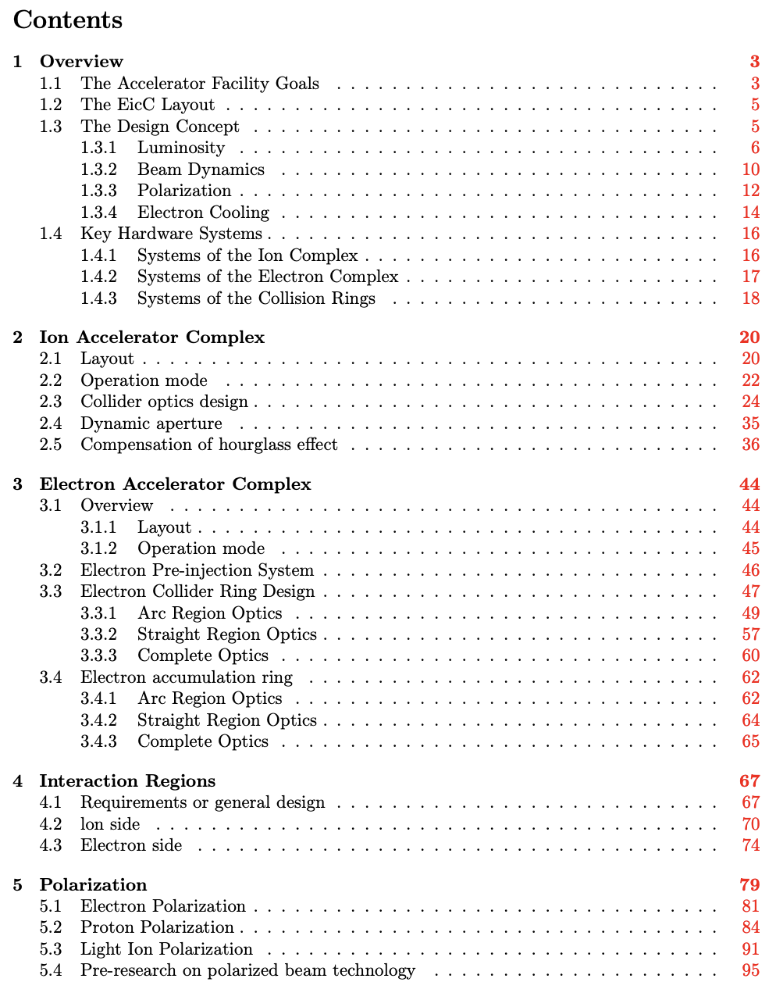 Contents
1 Overview 3
1.1 The Accelerator Facility Goals . . . . . . . . . . . . . . . . . . . . . . . . . . . . 3
1.2 The EicC Layout . . . . . . . . . . . . . . . . . . . . . . . . . . . . . . . . . . . . 5
1.3 The Design Concept . . . . . . . . . . . . . . . . . . . . . . . . . . . . . . . . . . 5
1.3.1 Luminosity . . . . . . . . . . . . . . . . . . . . . . . . . . . . . . . . . . . 6
1.3.2 Beam Dynamics . . . . . . . . . . . . . . . . . . . . . . . . . . . . . . . . 10
1.3.3 Polarization . . . . . . . . . . . . . . . . . . . . . . . . . . . . . . . . . . . 12
1.3.4 Electron Cooling . . . . . . . . . . . . . . . . . . . . . . . . . . . . . . . . 14
1.4 Key Hardware Systems . . . . . . . . . . . . . . . . . . . . . . . . . . . . . . . . . 16
1.4.1 Systems of the Ion Complex . . . . . . . . . . . . . . . . . . . . . . . . . . 16
1.4.2 Systems of the Electron Complex . . . . . . . . . . . . . . . . . . . . . . . 17
1.4.3 Systems of the Collision Rings . . . . . . . . . . . . . . . . . . . . . . . . 18
2 Ion Accelerator Complex 20
2.1 Layout . . . . . . . . . . . . . . . . . . . . . . . . . . . . . . . . . . . . . . . . . . 20
2.2 Operation mode . . . . . . . . . . . . . . . . . . . . . . . . . . . . . . . . . . . . 22
2.3 Collider optics design . . . . . . . . . . . . . . . . . . . . . . . . . . . . . . . . . . 24
2.4 Dynamic aperture . . . . . . . . . . . . . . . . . . . . . . . . . . . . . . . . . . . 35
2.5 Compensation of hourglass effect . . . . . . . . . . . . . . . . . . . . . . . . . . . 36
3 Electron Accelerator Complex 44
3.1 Overview . . . . . . . . . . . . . . . . . . . . . . . . . . . . . . . . . . . . . . . . 44
3.1.1 Layout . . . . . . . . . . . . . . . . . . . . . . . . . . . . . . . . . . . . . . 44
3.1.2 Operation mode . . . . . . . . . . . . . . . . . . . . . . . . . . . . . . . . 45
3.2 Electron Pre-injection System . . . . . . . . . . . . . . . . . . . . . . . . . . . . . 46
3.3 Electron Collider Ring Design . . . . . . . . . . . . . . . . . . . . . . . . . . . . . 47
3.3.1 Arc Region Optics . . . . . . . . . . . . . . . . . . . . . . . . . . . . . . . 49
3.3.2 Straight Region Optics . . . . . . . . . . . . . . . . . . . . . . . . . . . . . 57
3.3.3 Complete Optics . . . . . . . . . . . . . . . . . . . . . . . . . . . . . . . . 60
3.4 Electron accumulation ring . . . . . . . . . . . . . . . . . . . . . . . . . . . . . . 62
3.4.1 Arc Region Optics . . . . . . . . . . . . . . . . . . . . . . . . . . . . . . . 62
3.4.2 Straight Region Optics . . . . . . . . . . . . . . . . . . . . . . . . . . . . . 64
3.4.3 Complete Optics . . . . . . . . . . . . . . . . . . . . . . . . . . . . . . . . 65
4 Interaction Regions 67
4.1 Requirements or general design . . . . . . . . . . . . . . . . . . . . . . . . . . . . 67
4.2 lon side . . . . . . . . . . . . . . . . . . . . . . . . . . . . . . . . . . . . . . . . . 70
4.3 Electron side . . . . . . . . . . . . . . . . . . . . . . . . . . . . . . . . . . . . . . 74
5 Polarization 79
5.1 Electron Polarization . . . . . . . . . . . . . . . . . . . . . . . . . . . . . . . . . . 81
5.2 Proton Polarization . . . . . . . . . . . . . . . . . . . . . . . . . . . . . . . . . . . 84
5.3 Light Ion Polarization . . . . . . . . . . . . . . . . . . . . . . . . . . . . . . . . . 91
5.4 Pre-research on polarized beam technology . . . . . . . . . . . . . . . . . . . . . 95